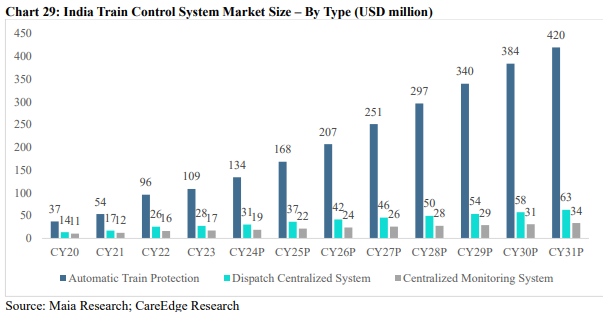 Chart 29: India Train Control System Market Size – By Type (USD million)
450
400
350
300
250
200
150
100
50
0
37 14 11
54 17 12
96 26 16
109 28 17
134 31 19
168 37 22
207 42 24
251 46 26
297 50 28
340 54 29
384 58 31
420 63 34
CY20 CY21 CY22 CY23 CY24P CY25P CY26P CY27P CY28P CY29P CY30P CY31P
Automatic Train Protection Dispatch Centralized System Centralized Monitoring System
Source: Maia Research; CareEdge Research